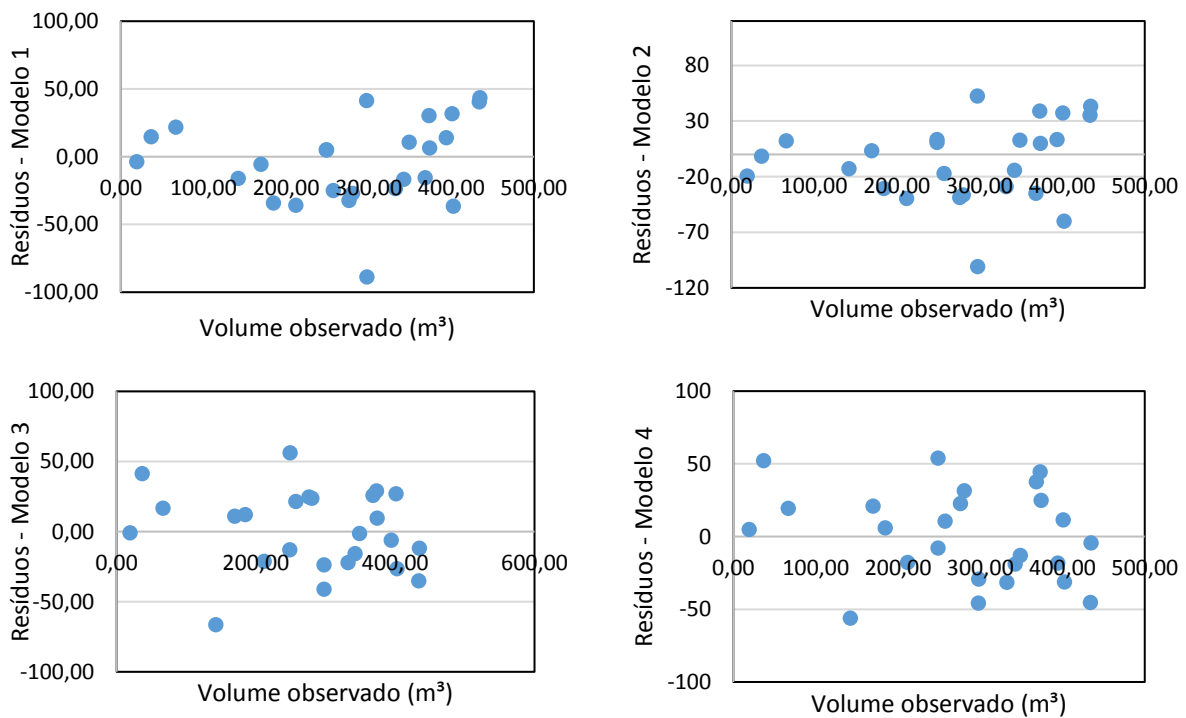 Resíduos - Modelo 1
100,00
50,00
0,00
-50,00
-100,00
0,00 100,00 200,00 300,00 400,00 500,00
Volume observado (m³)
Resíduos - Modelo 2
80
30
-20
-70
-120
0,00 100,00 200,00 300,00 400,00 500,00
Volume observado (m³)
Resíduos - Modelo 3
100,00
50,00
0,00
-50,00
-100,00
0,00 200,00 400,00 600,00
Volume observado (m³)
Resíduos - Modelo 4
100
50
0
-50
-100
0,00 100,00 200,00 300,00 400,00 500,00
Volume observado (m³)